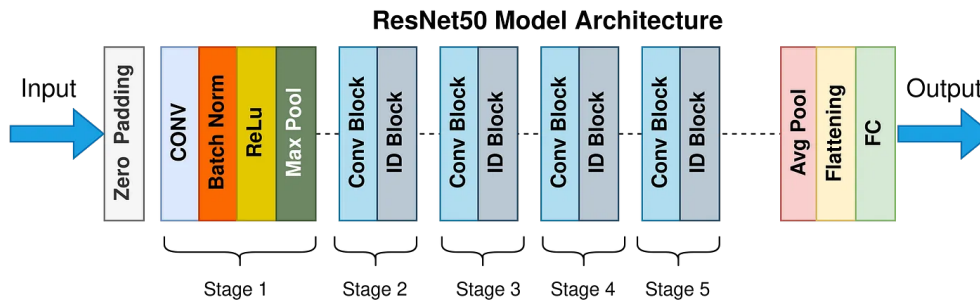 ResNet50 Model Architecture
Input
Zero Padding
CONV
Batch Norm
ReLu
Max Pool
Conv Block
ID Block
Conv Block
ID Block
Conv Block
ID Block
Conv Block
ID Block
Avg Pool
Flattening
FC
Output
Stage 1
Stage 2
Stage 3
Stage 4
Stage 5